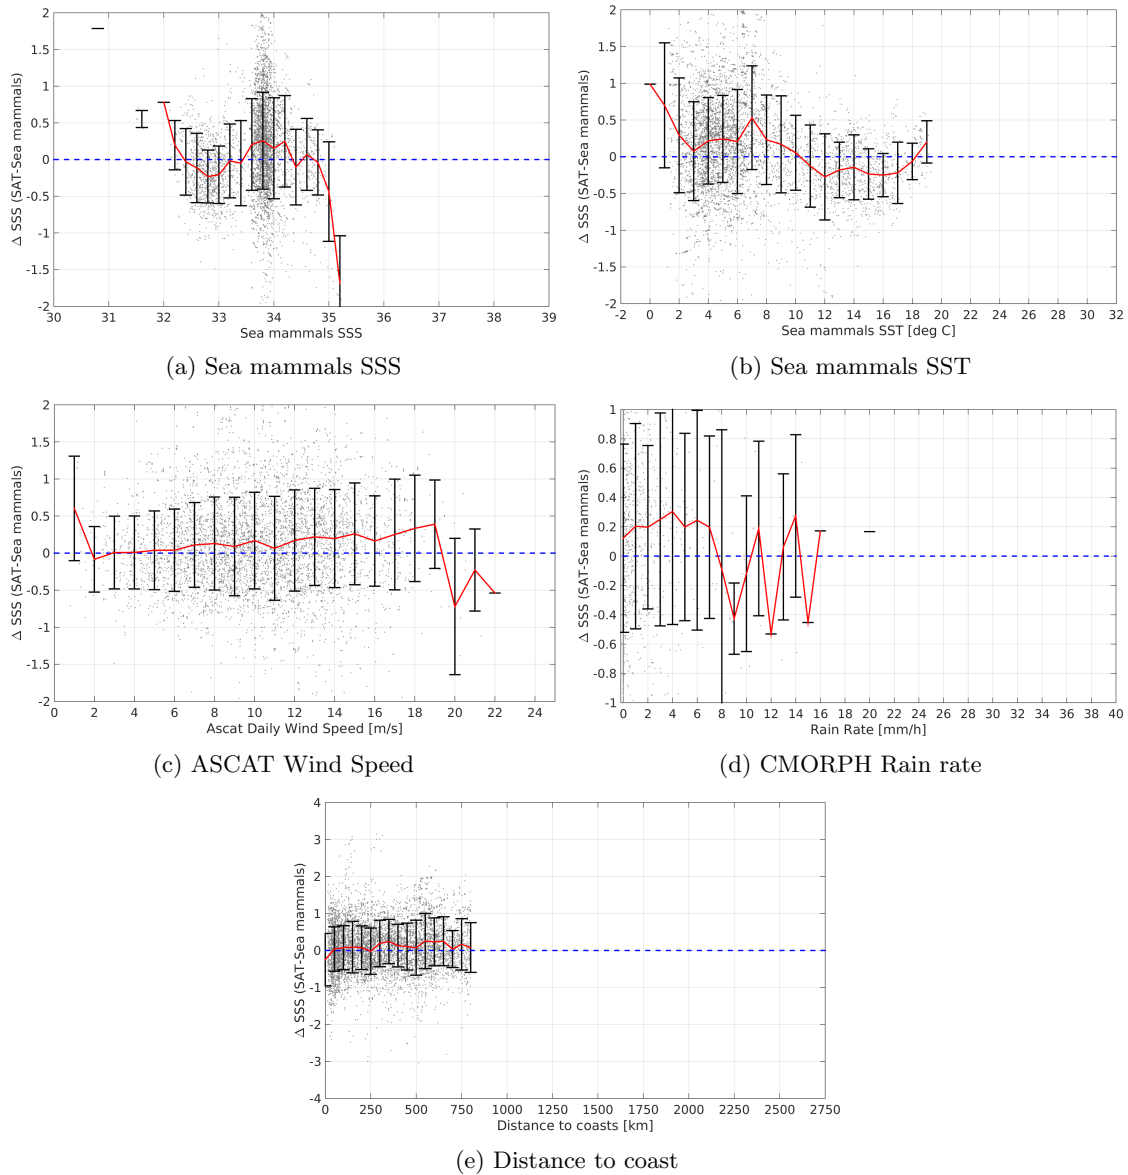 2
1.5
1
0.5
0
-0.5
-1
-1.5
-2
Δ SSS (SAT-Sea mammals)
30 31 32 33 34 35 36 37 38 39
Sea mammals SSS
(a) Sea mammals SSS
2
1.5
1
0.5
0
-0.5
-1
-1.5
-2
Δ SSS (SAT-Sea mammals)
-2 0 2 4 6 8 10 12 14 16 18 20 22 24 26 28 30 32
Sea mammals SST [deg C]
(b) Sea mammals SST
2
1.5
1
0.5
0
-0.5
-1
-1.5
-2
Δ SSS (SAT-Sea mammals)
0 2 4 6 8 10 12 14 16 18 20 22 24
Ascat Daily Wind Speed [m/s]
(c) ASCAT Wind Speed
1
0.8
0.6
0.4
0.2
0
-0.2
-0.4
-0.6
-0.8
-1
Δ SSS (SAT-Sea mammals)
0 2 4 6 8 10 12 14 16 18 20 22 24 26 28 30 32 34 36 38 40
Rain Rate [mm/h]
(d) CMORPH Rain rate
4
3
2
1
0
-1
-2
-3
-4
Δ SSS (SAT-Sea mammals)
0 250 500 750 1000 1250 1500 1750 2000 2250 2500 2750
Distance to coasts [km]
(e) Distance to coast